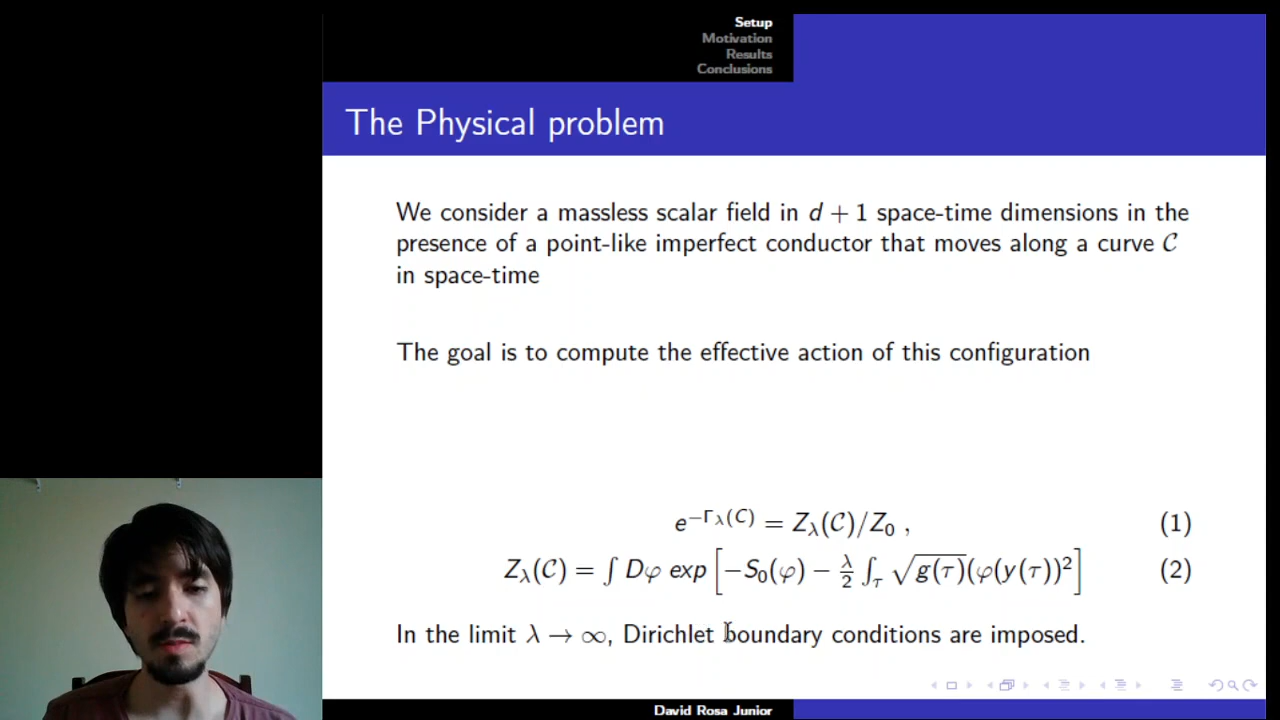 Setup
Motivation
Results
Conclusions
The Physical problem
We consider a massless scalar field in d + 1 space-time dimensions in the
presence of a point-like imperfect conductor that moves along a curve 𝒞
in space-time
The goal is to compute the effective action of this configuration
e^{−Γ_λ(C)} = Z_λ(𝒞)/Z_0 , (1)
Z_λ(𝒞) = ∫ Dφ exp [−S_0(φ) − λ/2 ∫_τ √g(τ)(φ(y(τ))^2] (2)
In the limit λ → ∞, Dirichlet boundary conditions are imposed.
David Rosa Junior